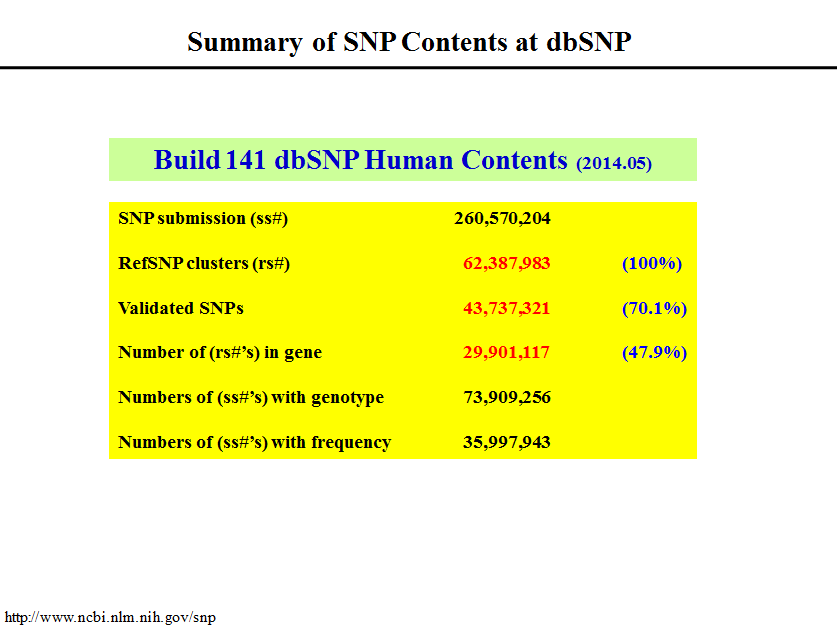 Summary of SNP Contents at dbSNP
Build 141 dbSNP Human Contents (2014.05)
SNP submission (ss#) 260,570,204
RefSNP clusters (rs#) 62,387,983 (100%)
Validated SNPs 43,737,321 (70.1%)
Number of (rs#’s) in gene 29,901,117 (47.9%)
Numbers of (ss#’s) with genotype 73,909,256
Numbers of (ss#’s) with frequency 35,997,943
http://www.ncbi.nlm.nih.gov/snp